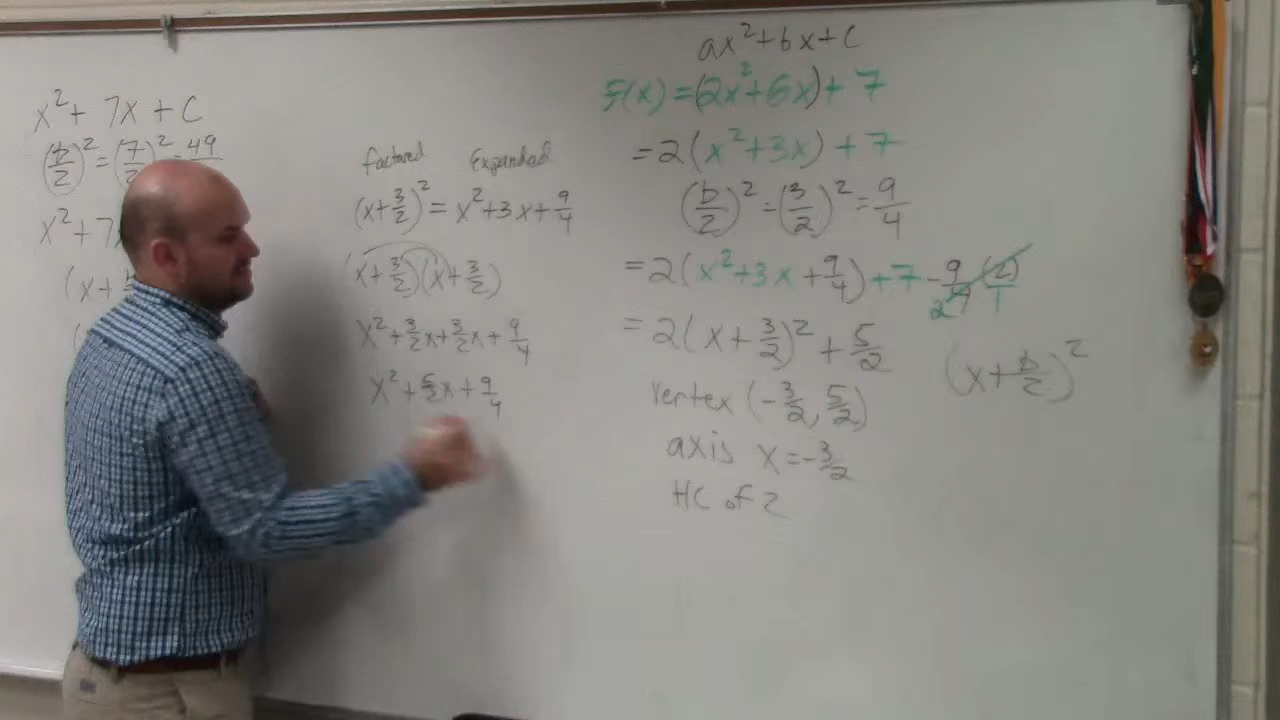 x² + 7x + C
(b/2)² = (7/2)² = 49
x² + 7x
(x +
factored Expanded
(x + 3/2)² = x² + 3x + 9/4
(x + 3/2)(x + 3/2)
x² + 3/2x + 3/2x + 9/4
x² + 6/2x + 9/4
ax² + bx + C
f(x) = (2x² + 6x) + 7
= 2(x² + 3x) + 7
(b/2)² = (3/2)² = 9/4
= 2(x² + 3x + 9/4) + 7 - 9/4 (2)/1
2
= 2(x + 3/2)² + 5/2
(x + b/2)²
vertex (-3/2, 5/2)
axis x = -3/2
HC of 2